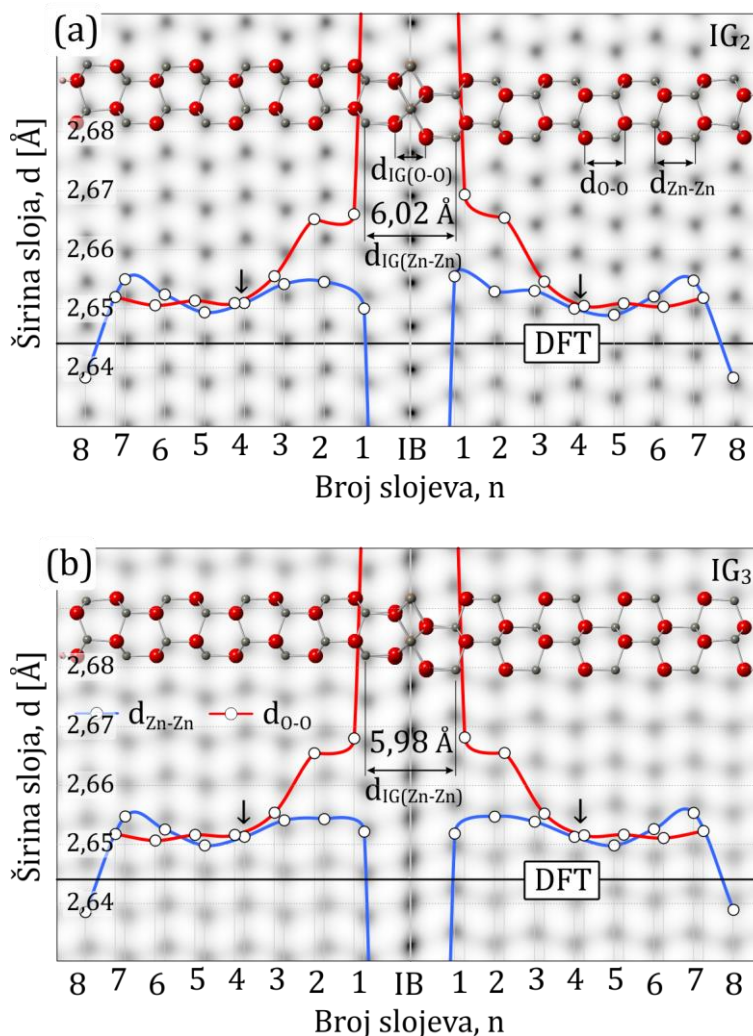 (a)
IG2
Širina sloja, d [Å]
2,68
2,67
2,66
2,65
2,64
dIG(O-O)
dO-O
dZn-Zn
6,02 Å
dIG(Zn-Zn)
DFT
8 7 6 5 4 3 2 1 IB 1 2 3 4 5 6 7 8
Broj slojeva, n
(b)
IG3
Širina sloja, d [Å]
2,68
2,67
2,66
2,65
2,64
dZn-Zn dO-O
5,98 Å
dIG(Zn-Zn)
DFT
8 7 6 5 4 3 2 1 IB 1 2 3 4 5 6 7 8
Broj slojeva, n